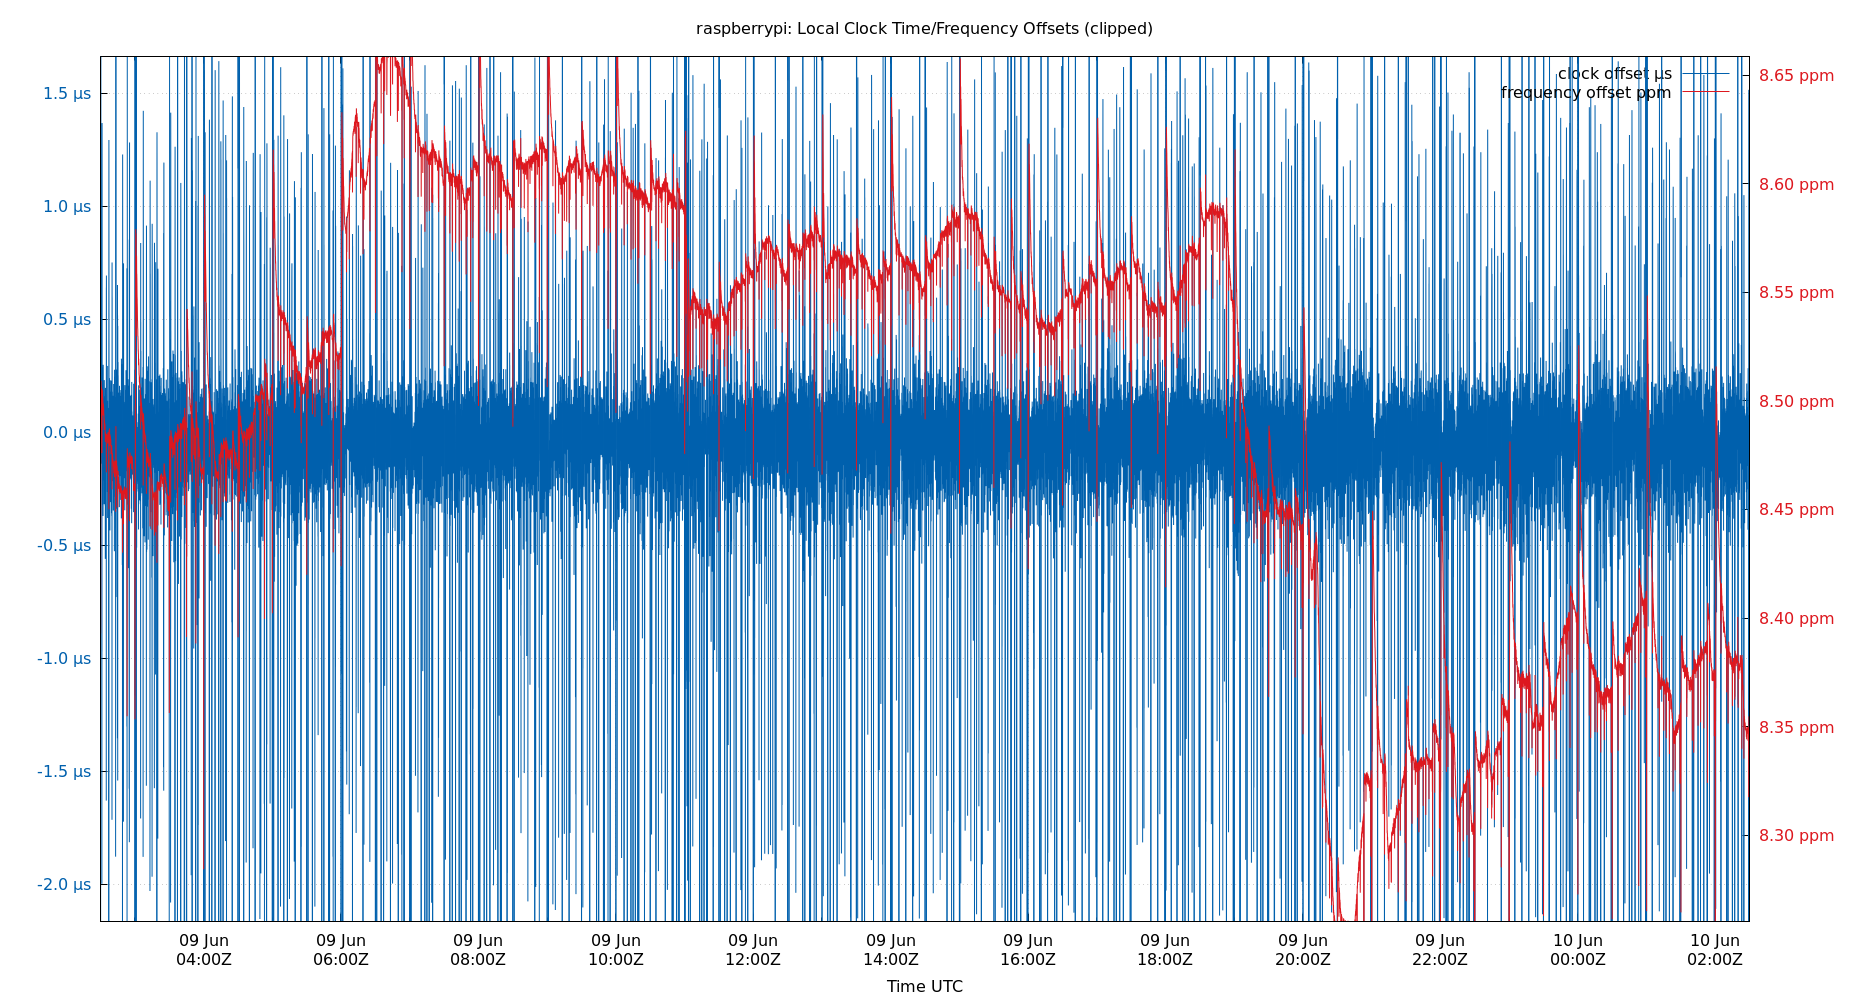 raspberrypi: Local Clock Time/Frequency Offsets (clipped)
clock offset µs
frequency offset ppm
1.5 µs
1.0 µs
0.5 µs
0.0 µs
-0.5 µs
-1.0 µs
-1.5 µs
-2.0 µs
8.65 ppm
8.60 ppm
8.55 ppm
8.50 ppm
8.45 ppm
8.40 ppm
8.35 ppm
8.30 ppm
09 Jun 09 Jun 09 Jun 09 Jun 09 Jun 09 Jun 09 Jun 09 Jun 09 Jun 09 Jun 10 Jun 10 Jun
04:00Z 06:00Z 08:00Z 10:00Z 12:00Z 14:00Z 16:00Z 18:00Z 20:00Z 22:00Z 00:00Z 02:00Z
Time UTC